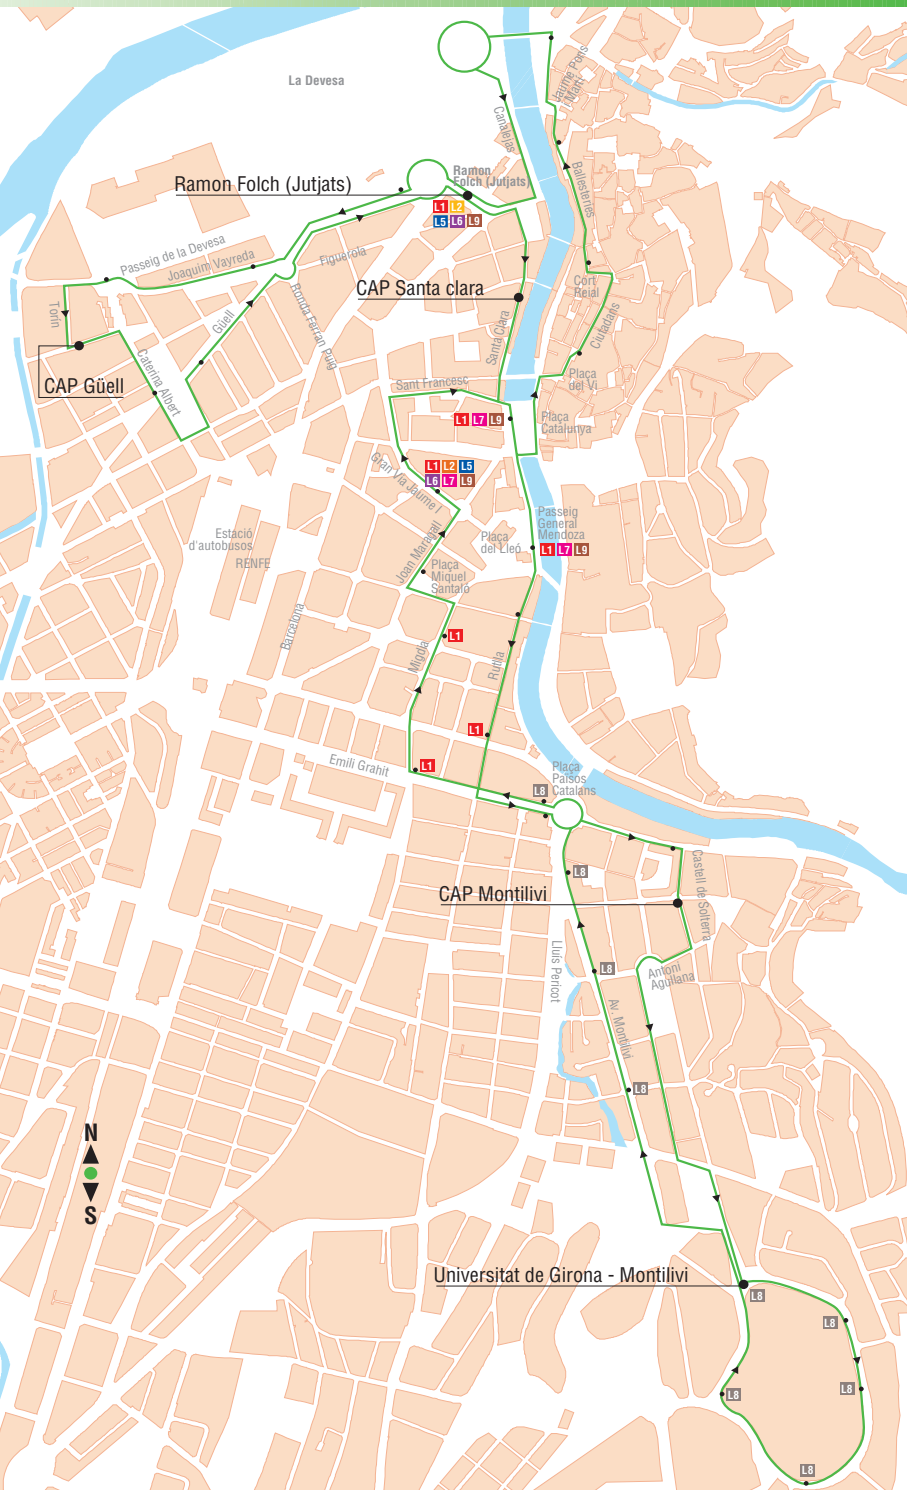 La Devesa
Jaume Pons
i Martí
Canalejas
Ballesteries
Ramon
Folch (Jutjats)
Ramon Folch (Jutjats)
L1 L2
L5 L6 L9
Passeig de la Devesa
Joaquim Vayreda
Figuerola
Cort
Reial
CAP Santa clara
Torin
Güell
Ronda Ferran Puig
Santa Clara
Ciutadans
Caterina Albert
CAP Güell
Sant Francesc
Plaça
del Vi
L1 L7 L9
Plaça
Catalunya
Gran Via Jaume I
L1 L2 L5
L6 L7 L9
Passeig
General
Mendoza
Estació
d'autobusos
Plaça
del Lleó
L1 L7 L9
RENFE
Joan Maragall
Plaça
Miquel
Santaló
Barcelona
L1
Migdia
Rutlla
L1
Emili Grahit
L1
Plaça
Països
Catalans
L8
L8
Castell de Solterra
CAP Montilivi
Lluís Pericot
L8
Antoni
Aguilana
Av. Montilivi
L8
N
S
Universitat de Girona - Montilivi
L8
L8
L8
L8
L8